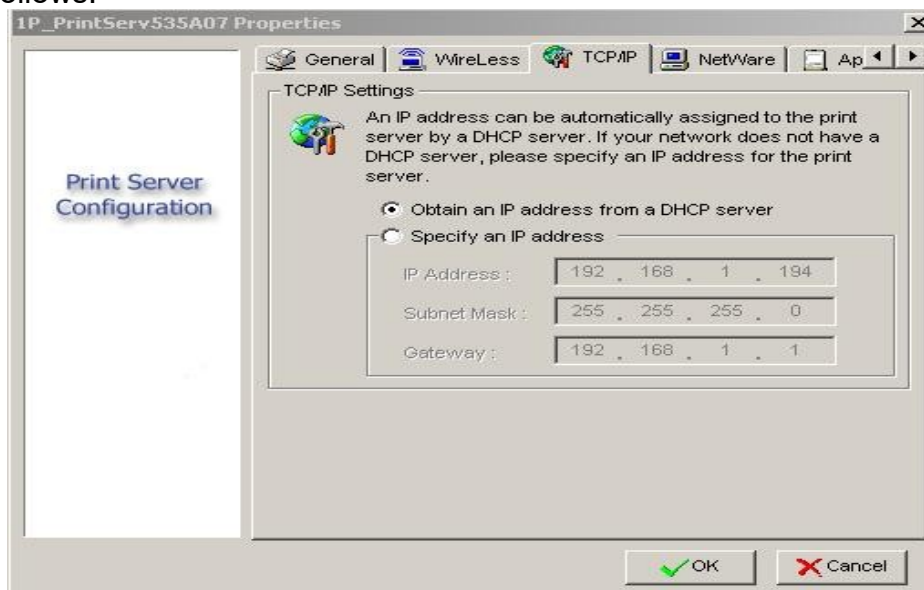 1P_PrintServ535A07 Properties
General WireLess TCP/IP NetWare Ap
TCP/IP Settings
An IP address can be automatically assigned to the print
server by a DHCP server. If your network does not have a
DHCP server, please specify an IP address for the print
server.
Print Server
Configuration
Obtain an IP address from a DHCP server
Specify an IP address
IP Address : 192 . 168 . 1 . 194
Subnet Mask : 255 . 255 . 255 . 0
Gateway : 192 . 168 . 1 . 1
OK Cancel